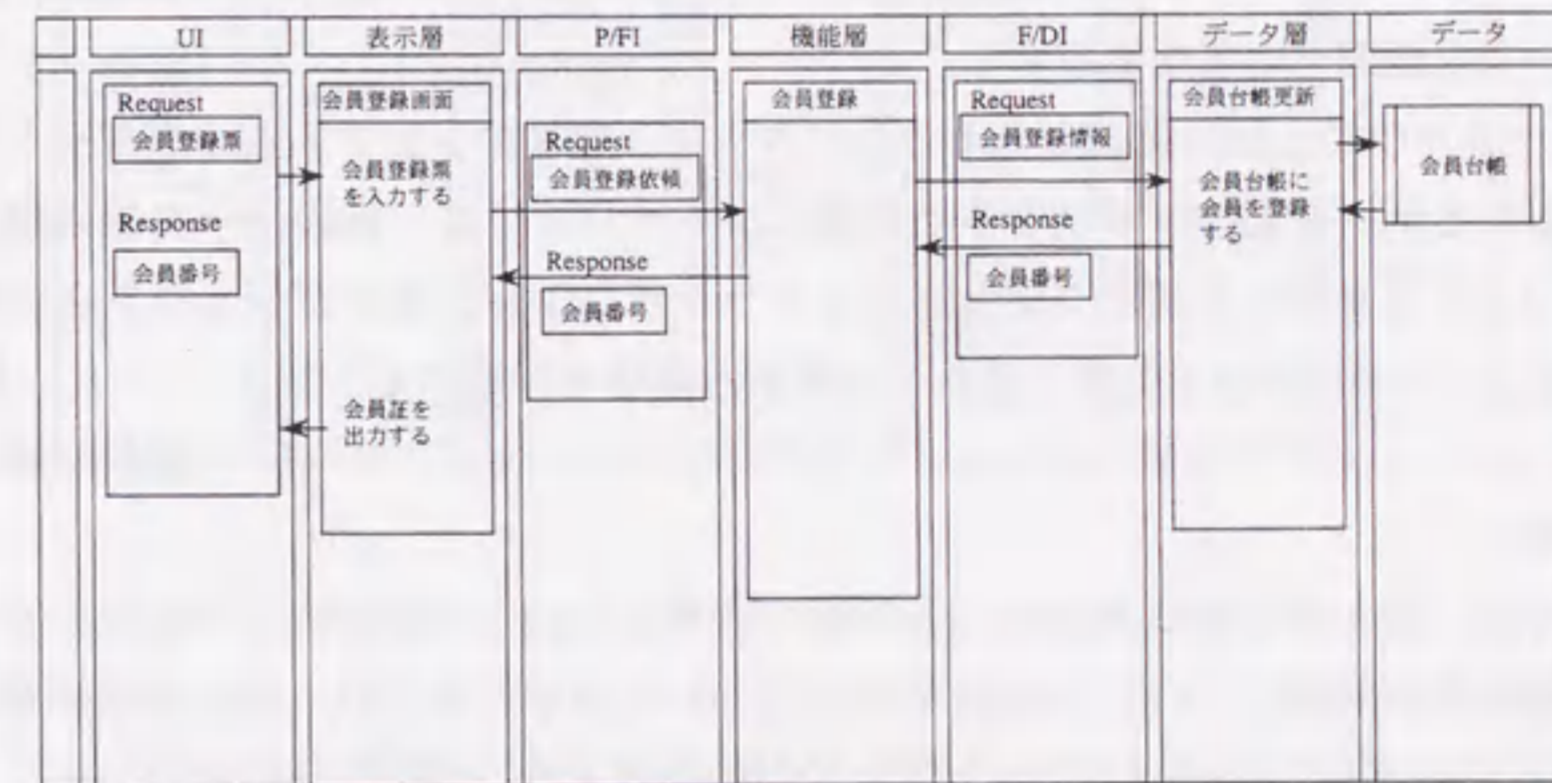 UI
表示層
P/FI
機能層
F/DI
データ層
データ
Request
会員登録票
Response
会員番号
会員登録画面
会員登録票
を入力する
会員証を
出力する
Request
会員登録依頼
Response
会員番号
会員登録
Request
会員登録情報
Response
会員番号
会員台帳更新
会員台帳に
会員を登録
する
会員台帳